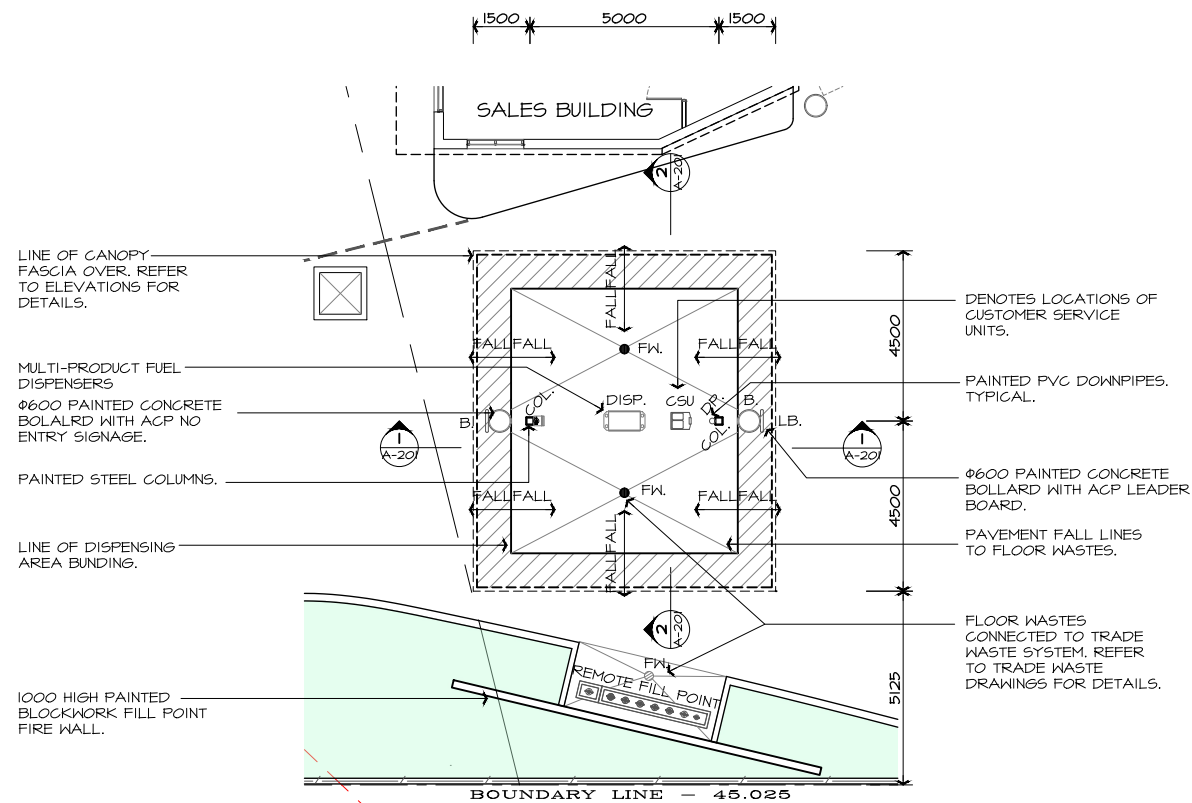 1500
5000
1500
SALES BUILDING
2
A-201
LINE OF CANOPY
FASCIA OVER. REFER
TO ELEVATIONS FOR
DETAILS.
FALL
FALL
DENOTES LOCATIONS OF
CUSTOMER SERVICE
UNITS.
4500
FALL
FALL
FW.
FALL
FALL
MULTI-PRODUCT FUEL
DISPENSERS
PAINTED PVC DOWNPIPES.
TYPICAL.
Φ600 PAINTED CONCRETE
BOLALRD WITH ACP NO
ENTRY SIGNAGE.
B.
COL.
DISP.
CSU
DP.
COL.
B.
LB.
1
A-201
1
A-201
PAINTED STEEL COLUMNS.
Φ600 PAINTED CONCRETE
BOLLARD WITH ACP LEADER
BOARD.
FALL
FALL
FW.
FALL
FALL
4500
LINE OF DISPENSING
AREA BUNDING.
FALL
FALL
PAVEMENT FALL LINES
TO FLOOR WASTES.
2
A-201
FLOOR WASTES
CONNECTED TO TRADE
WASTE SYSTEM. REFER
TO TRADE WASTE
DRAWINGS FOR DETAILS.
FW.
REMOTE FILL POINT
5125
1000 HIGH PAINTED
BLOCKWORK FILL POINT
FIRE WALL.
BOUNDARY LINE - 45.025